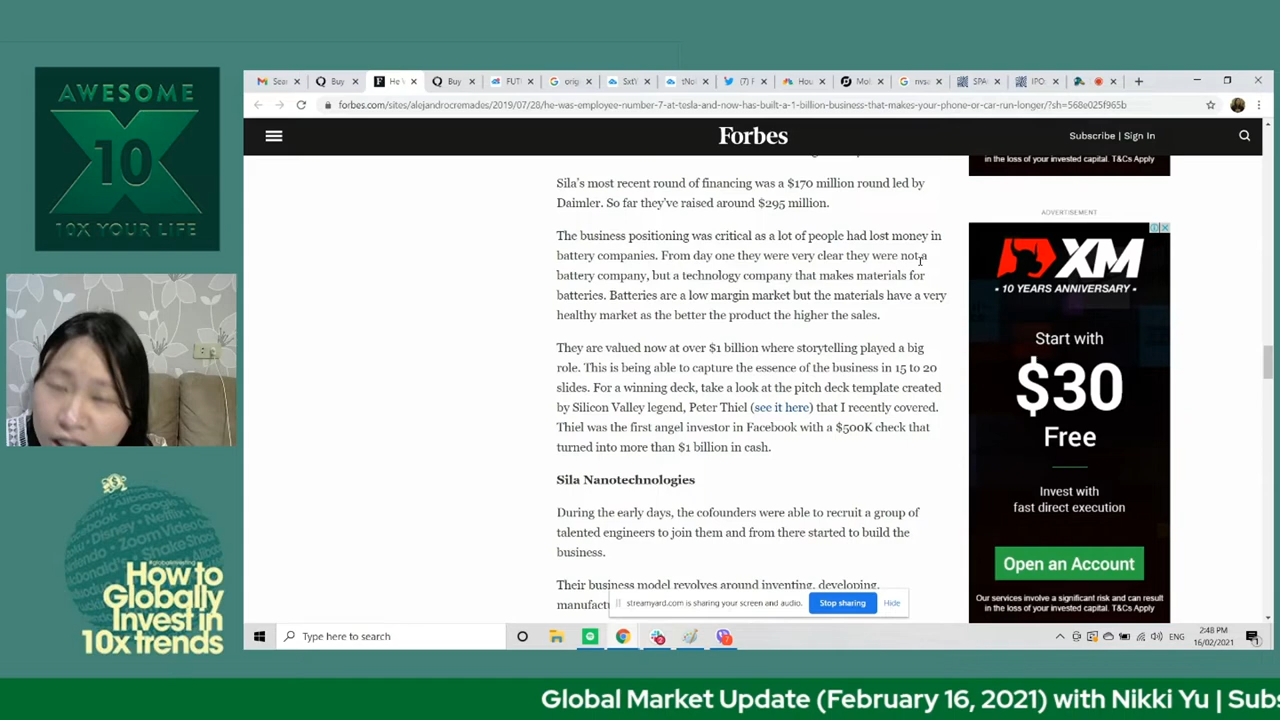 AWESOME
X
10
10X YOUR LIFE
How to
Globally
Invest in
10x trends
Sea
Buy
He
Buy
FUT
orig
SxtV
tNo
(7) F
Hou
Mo
nvs
SPA
IPO
forbes.com/sites/alejandrocremades/2019/07/28/he-was-employee-number-7-at-tesla-and-now-has-built-a-1-billion-business-that-makes-your-phone-or-car-run-longer/?sh=568e025f965b
Forbes
Subscribe | Sign In
in the loss of your invested capital. T&Cs Apply
Sila's most recent round of financing was a $170 million round led by
Daimler. So far they've raised around $295 million.
The business positioning was critical as a lot of people had lost money in
battery companies. From day one they were very clear they were not a
battery company, but a technology company that makes materials for
batteries. Batteries are a low margin market but the materials have a very
healthy market as the better the product the higher the sales.
They are valued now at over $1 billion where storytelling played a big
role. This is being able to capture the essence of the business in 15 to 20
slides. For a winning deck, take a look at the pitch deck template created
by Silicon Valley legend, Peter Thiel (see it here) that I recently covered.
Thiel was the first angel investor in Facebook with a $500K check that
turned into more than $1 billion in cash.
Sila Nanotechnologies
During the early days, the cofounders were able to recruit a group of
talented engineers to join them and from there started to build the
business.
Their business model revolves around inventing, developing,
manufactu
ADVERTISEMENT
XM
10 YEARS ANNIVERSARY
Start with
$30
Free
Invest with
fast direct execution
Open an Account
Our services involve a significant risk and can result
in the loss of your invested capital. T&Cs Apply
streamyard.com is sharing your screen and audio.
Stop sharing
Hide
Type here to search
ENG
2:48 PM
16/02/2021
Global Market Update (February 16, 2021) with Nikki Yu | Subs